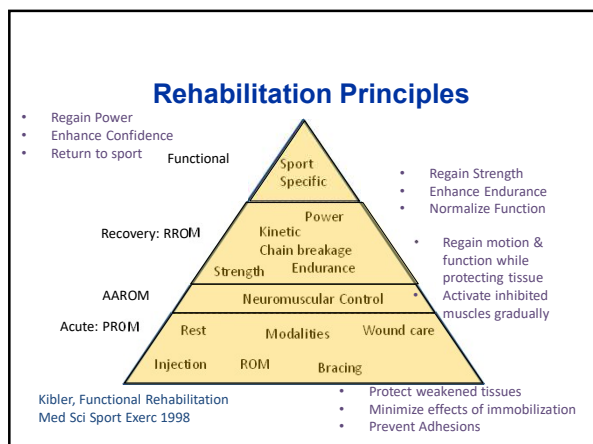 Rehabilitation Principles
• Regain Power
• Enhance Confidence
• Return to sport
Functional
Sport
Specific
• Regain Strength
• Enhance Endurance
• Normalize Function
Recovery: RROM
Power
Kinetic
Chain breakage
Strength
Endurance
• Regain motion &
function while
protecting tissue
• Activate inhibited
muscles gradually
AAROM
Neuromuscular Control
Acute: PROM
Rest
Modalities
Wound care
Injection
ROM
Bracing
Kibler, Functional Rehabilitation
Med Sci Sport Exerc 1998
• Protect weakened tissues
• Minimize effects of immobilization
• Prevent Adhesions